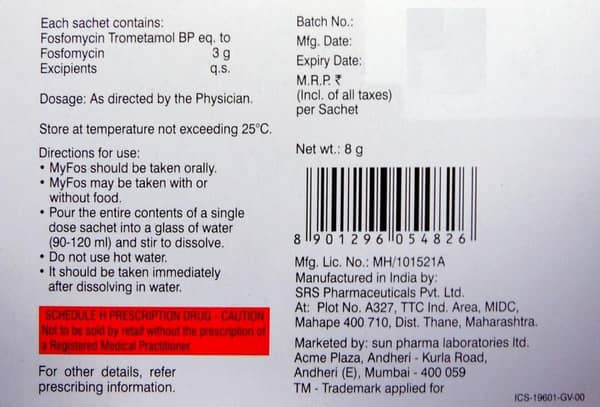 Each sachet contains:
Fosfomycin Trometamol BP eq. to
Fosfomycin 3 g
Excipients q.s.
Dosage: As directed by the Physician.
Store at temperature not exceeding 25°C.
Directions for use:
• MyFos should be taken orally.
• MyFos may be taken with or
without food.
• Pour the entire contents of a single
dose sachet into a glass of water
(90-120 ml) and stir to dissolve.
• Do not use hot water.
• It should be taken immediately
after dissolving in water.
SCHEDULE H PRESCRIPTION DRUG - CAUTION
Not to be sold by retail without the prescription of
a Registered Medical Practitioner
For other details, refer
prescribing information.
Batch No.:
Mfg. Date:
Expiry Date:
M.R.P. ₹
(Incl. of all taxes)
per Sachet
Net wt.: 8 g
8 901296 054826
Mfg. Lic. No.: MH/101521A
Manufactured in India by:
SRS Pharmaceuticals Pvt. Ltd.
At: Plot No. A327, TTC Ind. Area, MIDC,
Mahape 400 710, Dist. Thane, Maharashtra.
Marketed by: sun pharma laboratories ltd.
Acme Plaza, Andheri - Kurla Road,
Andheri (E), Mumbai - 400 059
TM - Trademark applied for
ICS-19601-GV-00